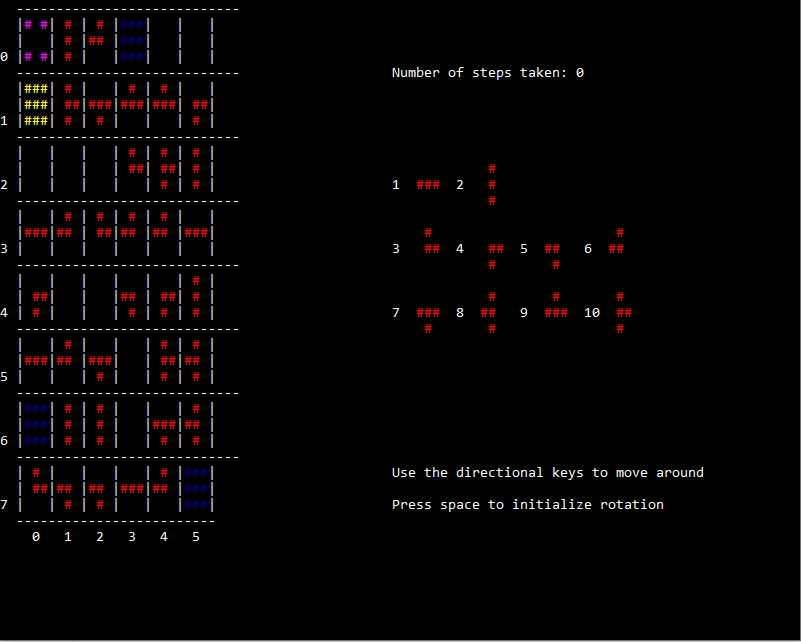 0
Number of steps taken: 0
1
2 1 ### 2 #
3 3 ## 4 ## 5 ## 6 ##
4 7 ### 8 ## 9 ### 10 ##
5
6
Use the directional keys to move around
7 Press space to initialize rotation
0 1 2 3 4 5